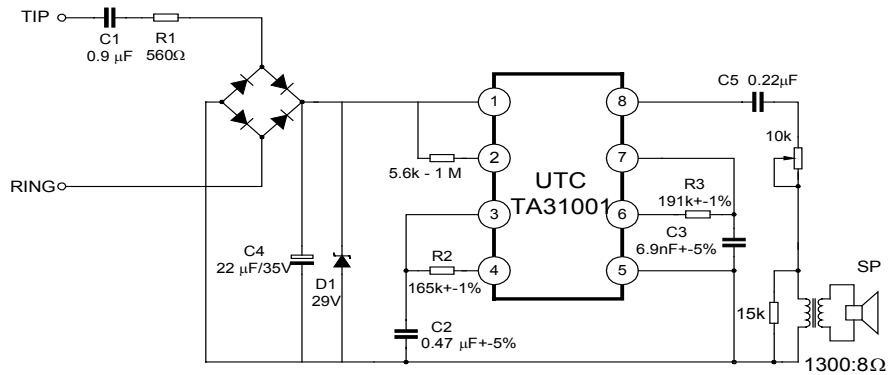 TIP
C1
0.9 μF
R1
560Ω
RING
C4
22 μF/35V
D1
29V
5.6k - 1 M
R2
165k+-1%
C2
0.47 μF+-5%
1
2
3
4
UTC
TA31001
8
7
6
5
R3
191k+-1%
C3
6.9nF+-5%
C5 0.22μF
10k
15k
SP
1300:8Ω